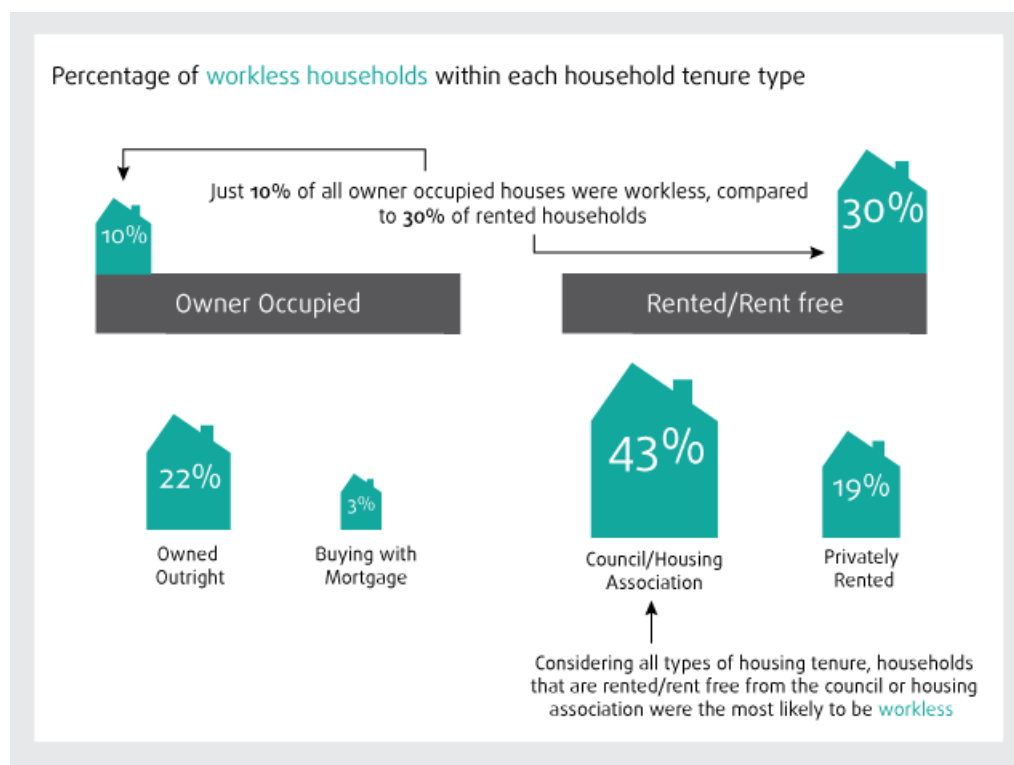 Percentage of workless households within each household tenure type
Just 10% of all owner occupied houses were workless, compared
to 30% of rented households
10%
30%
Owner Occupied
Rented/Rent free
22%
Owned
Outright
3%
Buying with
Mortgage
43%
Council/Housing
Association
19%
Privately
Rented
Considering all types of housing tenure, households
that are rented/rent free from the council or housing
association were the most likely to be workless